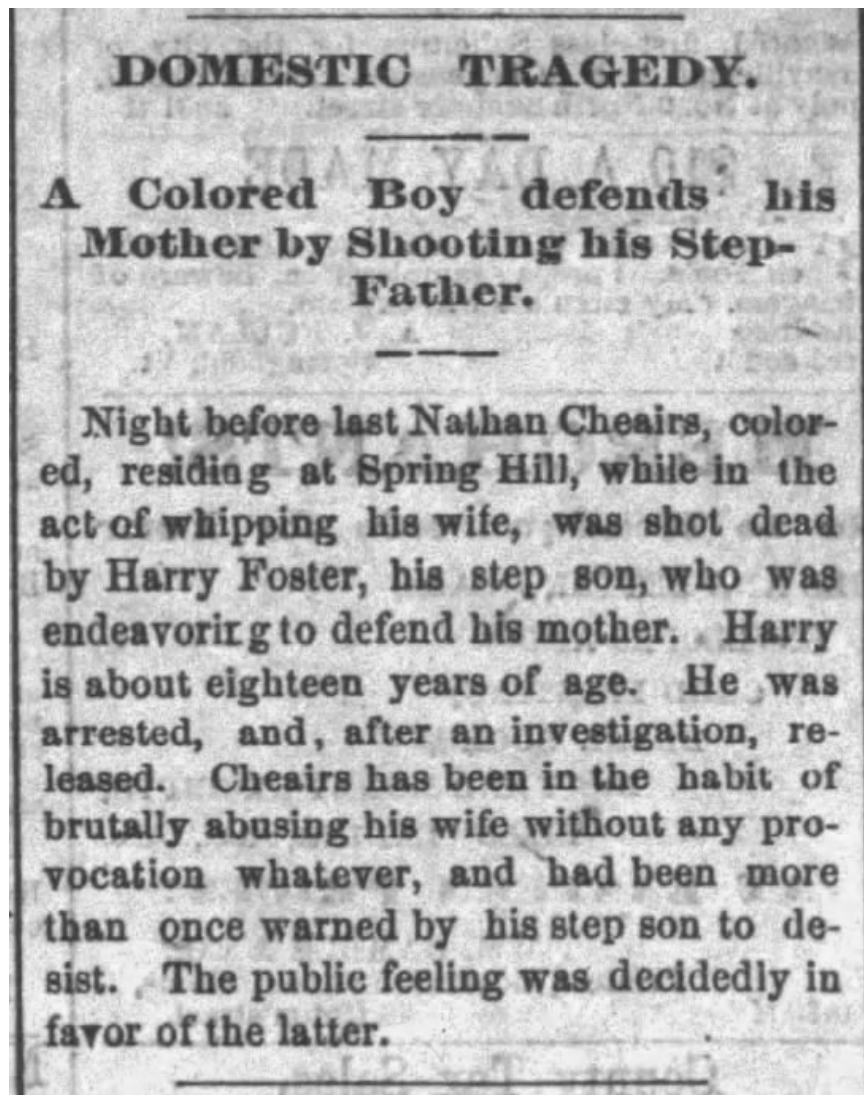 DOMESTIC TRAGEDY.
A Colored Boy defends his
Mother by Shooting his Step-
Father.
Night before last Nathan Cheairs, color-
ed, residing at Spring Hill, while in the
act of whipping his wife, was shot dead
by Harry Foster, his step son, who was
endeavoring to defend his mother. Harry
is about eighteen years of age. He was
arrested, and, after an investigation, re-
leased. Cheairs has been in the habit of
brutally abusing his wife without any pro-
vocation whatever, and had been more
than once warned by his step son to de-
sist. The public feeling was decidedly in
favor of the latter.